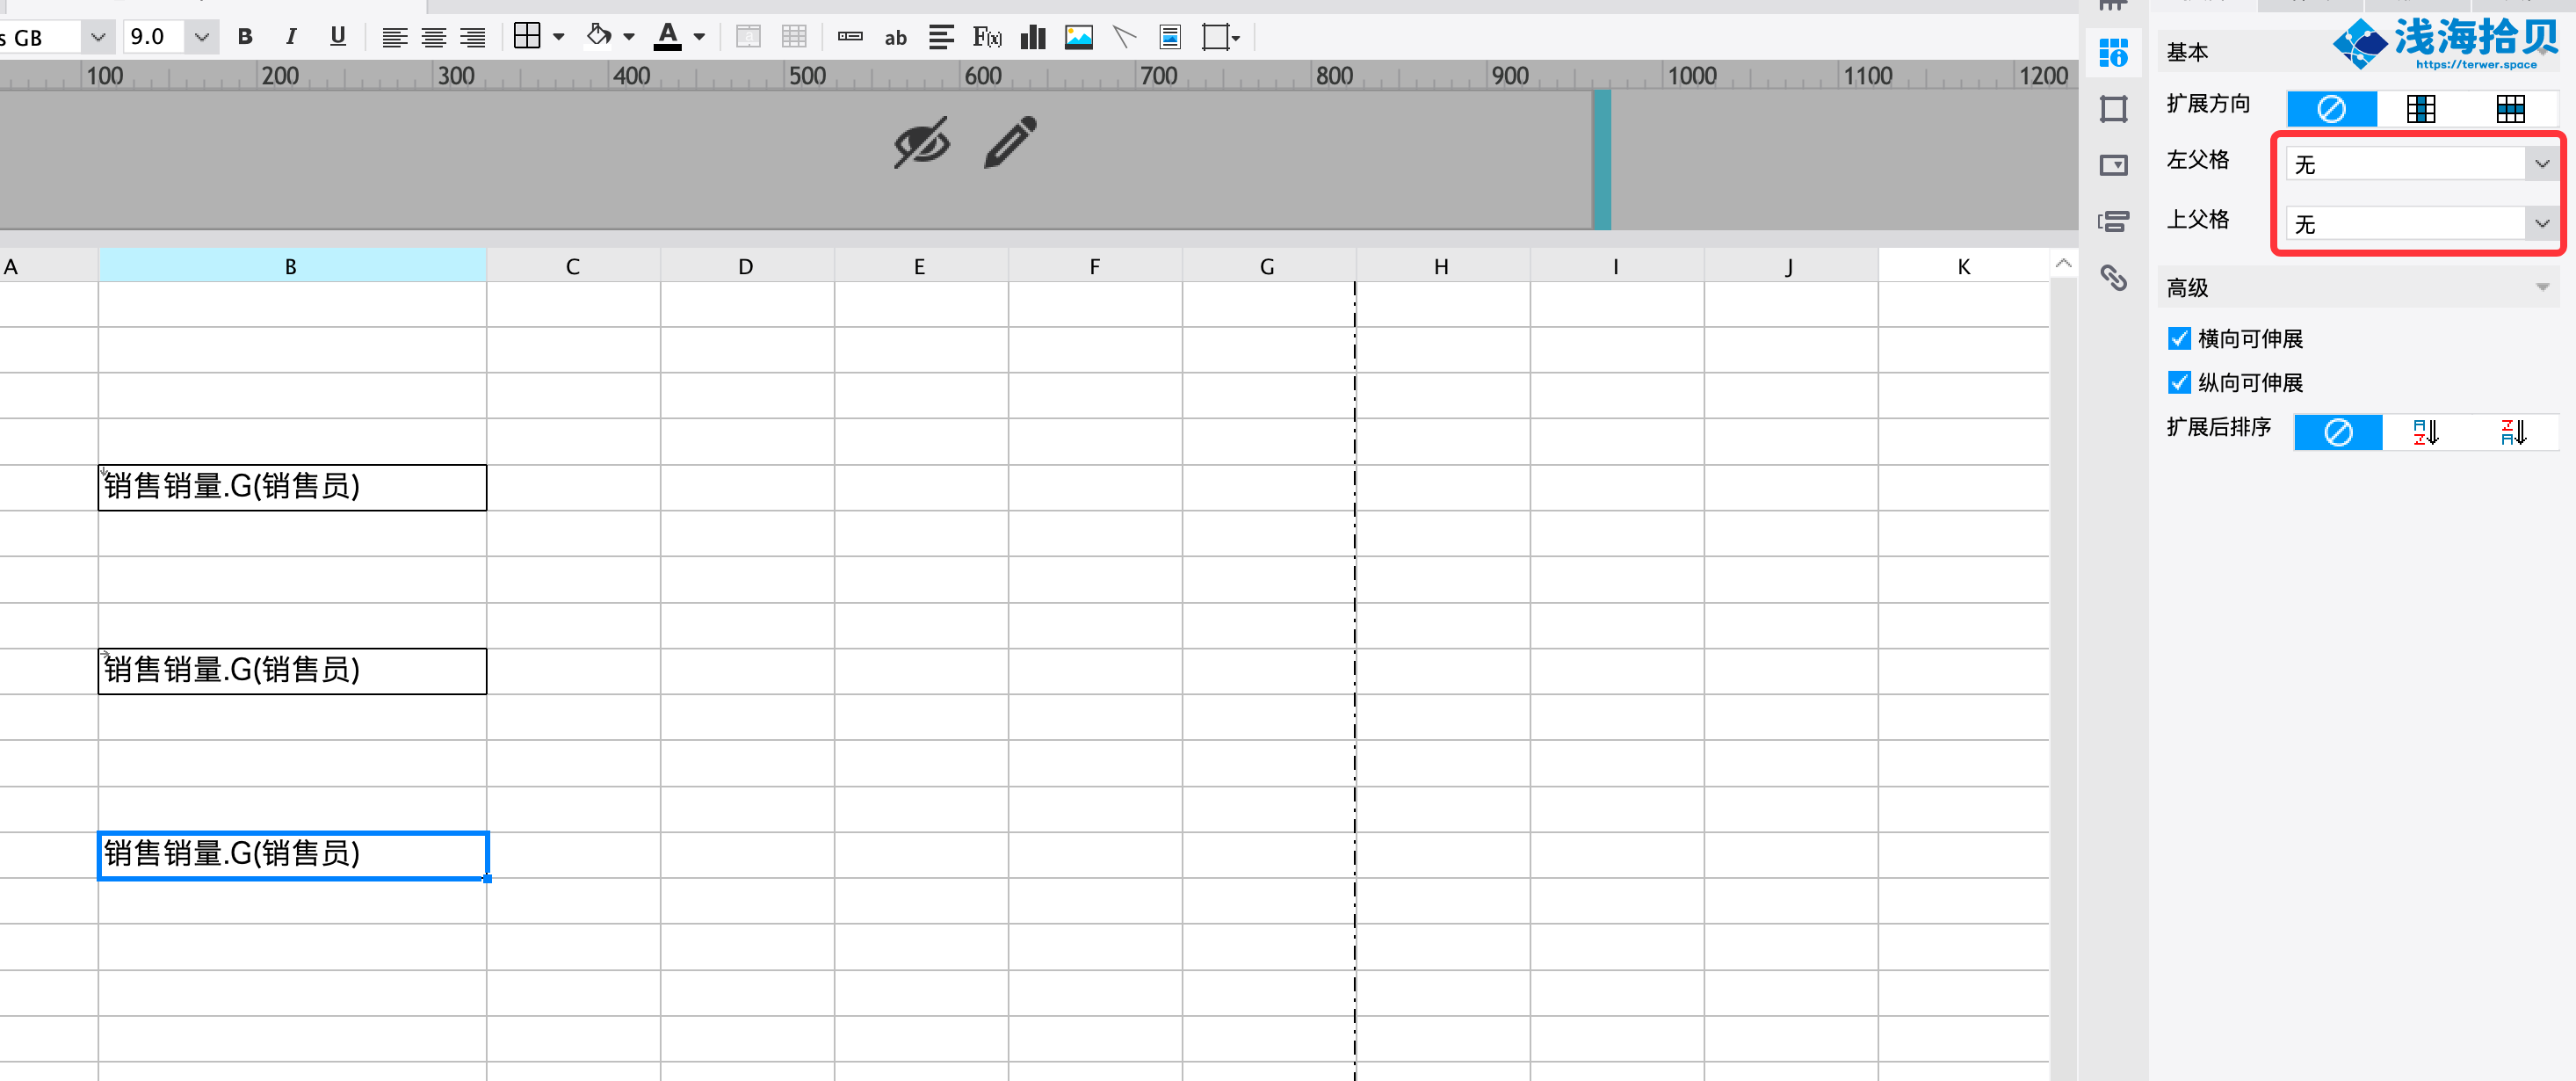 s GB
9.0
B
I
U
A
a
ab
F(x)
100
200
300
400
500
600
700
800
900
1000
1100
1200
A
B
C
D
E
F
G
H
I
J
K
销售销量.G(销售员)
销售销量.G(销售员)
销售销量.G(销售员)
浅海拾贝
https://terwer.space
基本
扩展方向
左父格
无
上父格
无
高级
横向可伸展
纵向可伸展
扩展后排序
A
Z
Z
A